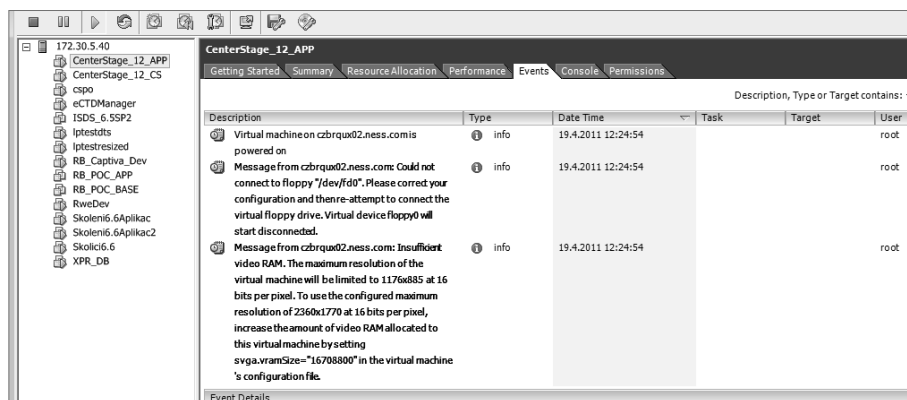 172.30.5.40
CenterStage_12_APP
CenterStage_12_CS
cspo
eCTDManager
ISDS_6.5SP2
lptestdts
lptestresized
RB_Captiva_Dev
RB_POC_APP
RB_POC_BASE
RweDev
Skoleni6.6Aplikac
Skoleni6.6Aplikac2
Skolici6.6
XPR_DB
CenterStage_12_APP
Getting Started Summary Resource Allocation Performance Events Console Permissions
Description, Type or Target contains:
Description Type Date Time Task Target User
Virtual machine on czbrqux02.ness.com is info 19.4.2011 12:24:54 root
powered on
Message from czbrqux02.ness.com: Could not info 19.4.2011 12:24:54 root
connect to floppy "/dev/fd0". Please correct your
configuration and then re-attempt to connect the
virtual floppy drive. Virtual device floppy0 will
start disconnected.
Message from czbrqux02.ness.com: Insufficient info 19.4.2011 12:24:54 root
video RAM. The maximum resolution of the
virtual machine will be limited to 1176x885 at 16
bits per pixel. To use the configured maximum
resolution of 2360x1770 at 16 bits per pixel,
increase the amount of video RAM allocated to
this virtual machine by setting
svga.vramSize="16708800" in the virtual machine
's configuration file.
Event Details